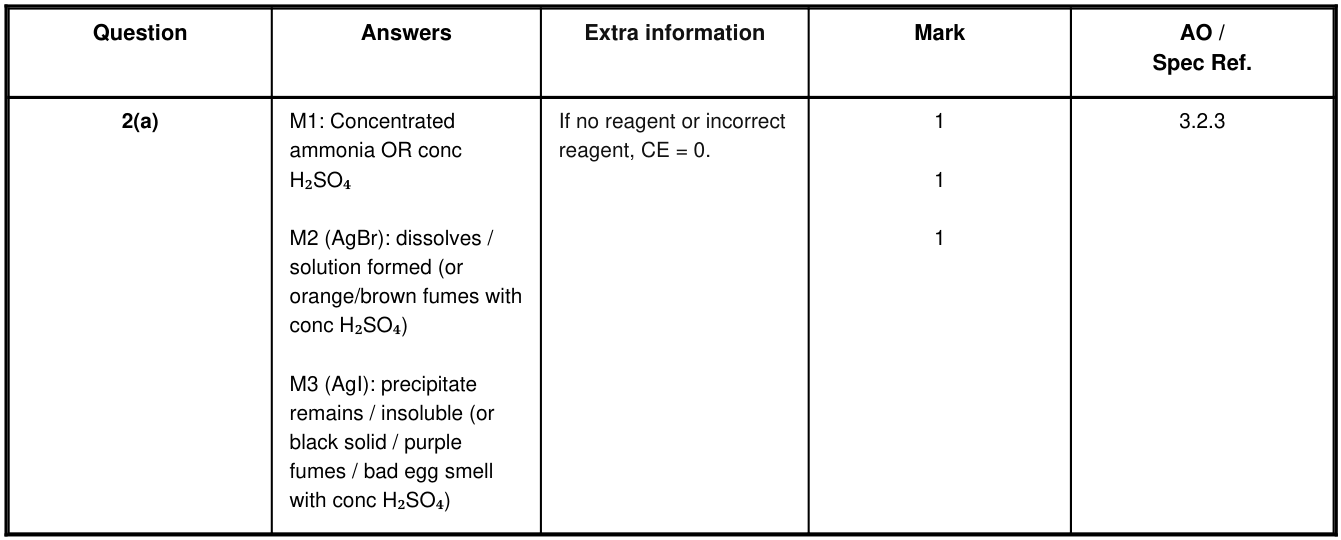 Question Answers Extra information Mark AO /
Spec Ref.
2(a)
M1: Concentrated
ammonia OR conc
H₂SO₄
M2 (AgBr): dissolves /
solution formed (or
orange/brown fumes with
conc H₂SO₄)
M3 (AgI): precipitate
remains / insoluble (or
black solid / purple
fumes / bad egg smell
with conc H₂SO₄)
If no reagent or incorrect
reagent, CE = 0.
1
1
1
3.2.3